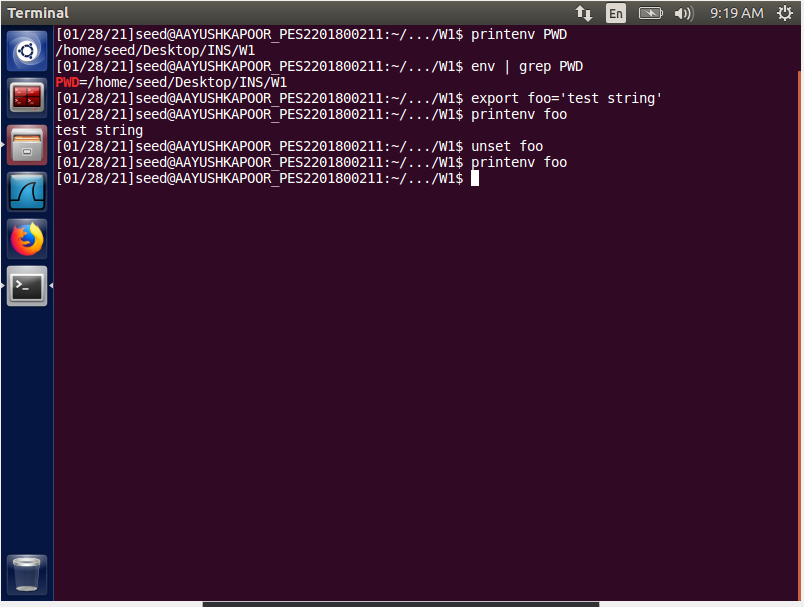 Terminal
En
9:19 AM
[01/28/21]seed@AAYUSHKAPOOR_PES2201800211:~/.../W1$ printenv PWD
/home/seed/Desktop/INS/W1
[01/28/21]seed@AAYUSHKAPOOR_PES2201800211:~/.../W1$ env | grep PWD
PWD=/home/seed/Desktop/INS/W1
[01/28/21]seed@AAYUSHKAPOOR_PES2201800211:~/.../W1$ export foo='test string'
[01/28/21]seed@AAYUSHKAPOOR_PES2201800211:~/.../W1$ printenv foo
test string
[01/28/21]seed@AAYUSHKAPOOR_PES2201800211:~/.../W1$ unset foo
[01/28/21]seed@AAYUSHKAPOOR_PES2201800211:~/.../W1$ printenv foo
[01/28/21]seed@AAYUSHKAPOOR_PES2201800211:~/.../W1$